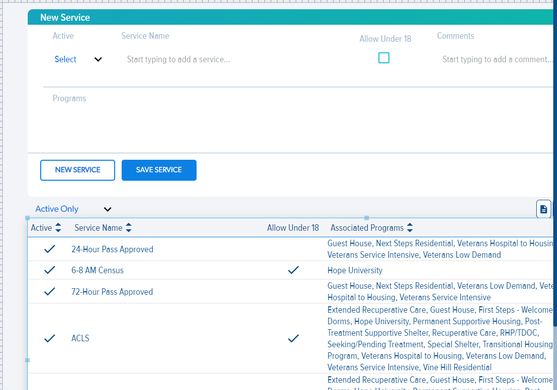 New Service
Active Service Name Allow Under 18 Comments
Select Start typing to add a service... Start typing to add a comment...
Programs
NEW SERVICE SAVE SERVICE
Active Only
Active Service Name Allow Under 18 Associated Programs
24-Hour Pass Approved Guest House, Next Steps Residential, Veterans Hospital to Housin
Veterans Service Intensive, Veterans Low Demand
6-8 AM Census Hope University
72-Hour Pass Approved Guest House, Next Steps Residential, Veterans Low Demand, Vete
Hospital to Housing, Veterans Service Intensive
ACLS Extended Recuperative Care, Guest House, First Steps - Welcome
Dorms, Hope University, Permanent Supportive Housing, Post-
Treatment Supportive Shelter, Recuperative Care, RHP/TDOC,
Seeking/Pending Treatment, Special Shelter, Transitional Housing
Program, Veterans Hospital to Housing, Veterans Low Demand,
Veterans Service Intensive, Vine Hill Residential
Extended Recuperative Care, Guest House, First Steps - Welcome